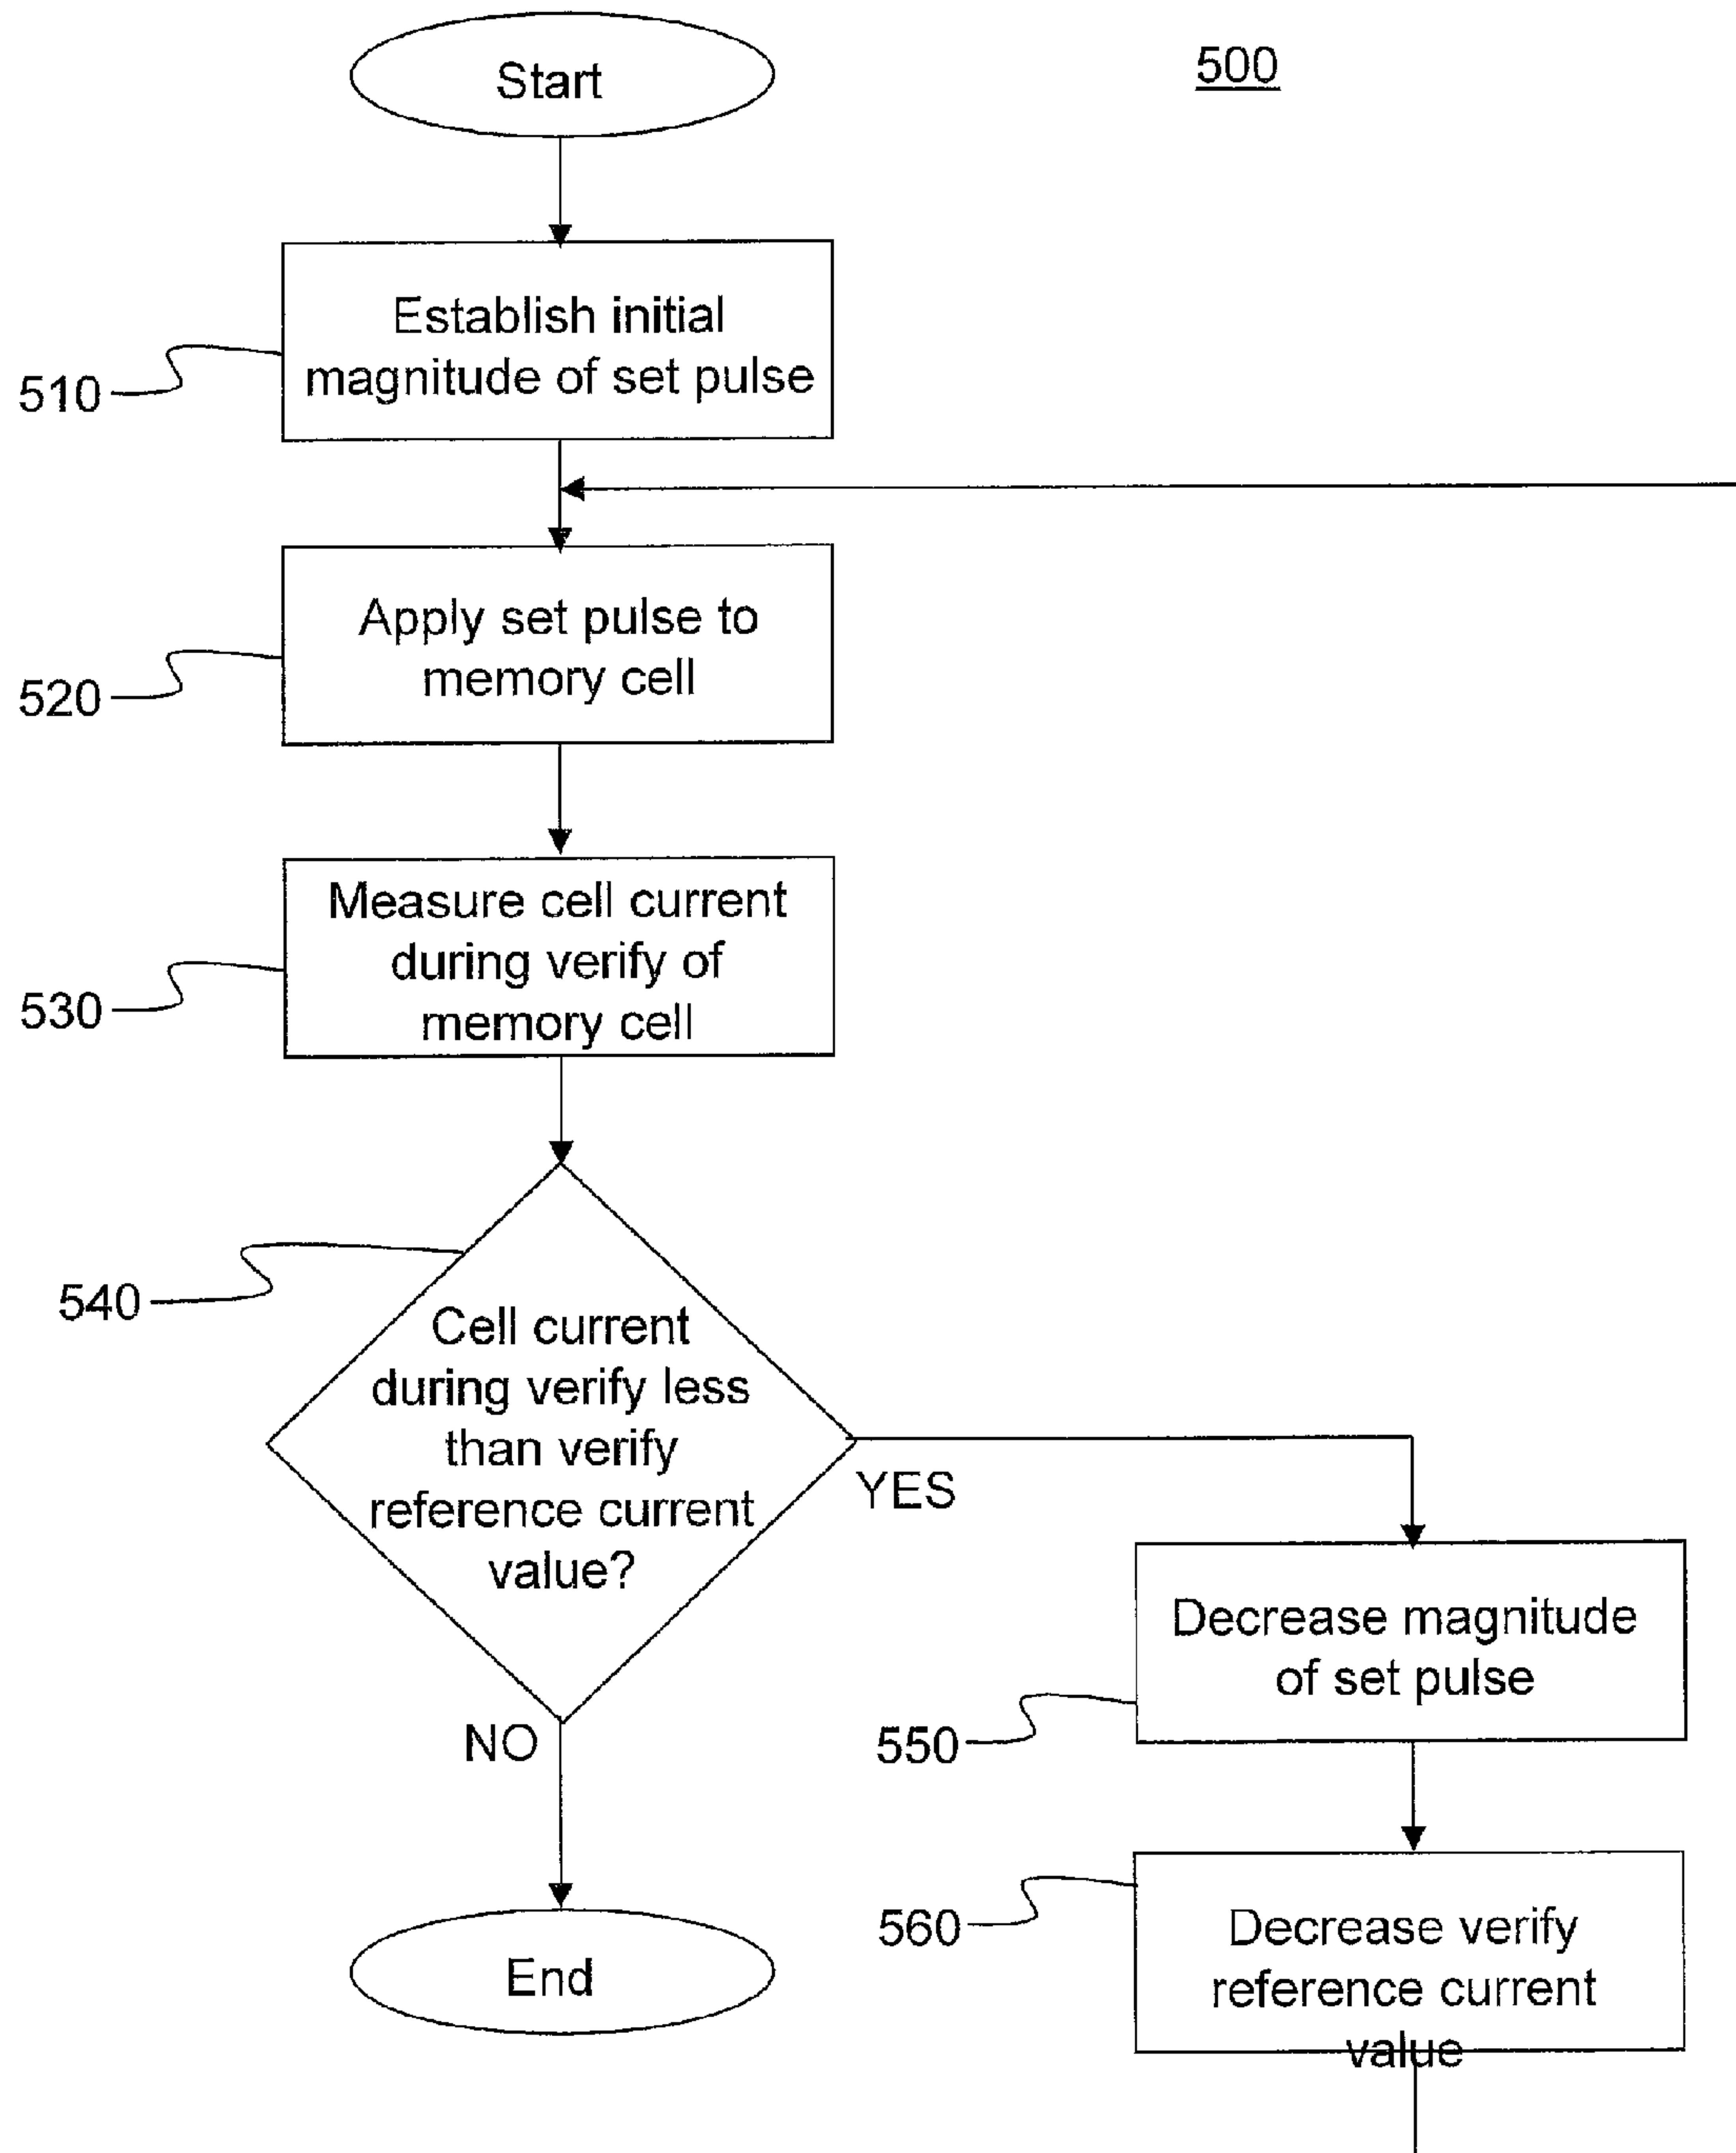 Start
500
Establish initial
magnitude of set pulse
510
Apply set pulse to
memory cell
520
Measure cell current
during verify of
memory cell
530
540
Cell current
during verify less
than verify
reference current
value?
YES
NO
Decrease magnitude
of set pulse
550
560
Decrease verify
reference current
value
End